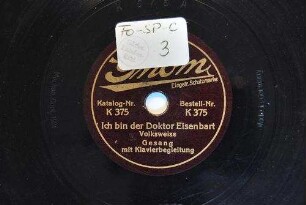 FO-SP-C
3
Eingetr. Schutzmarke
Katalog-Nr. Bestell-Nr.
K 375 K 375
Ich bin der Doktor Eisenbart
Volksweise
Gesang
mit Klavierbegleitung